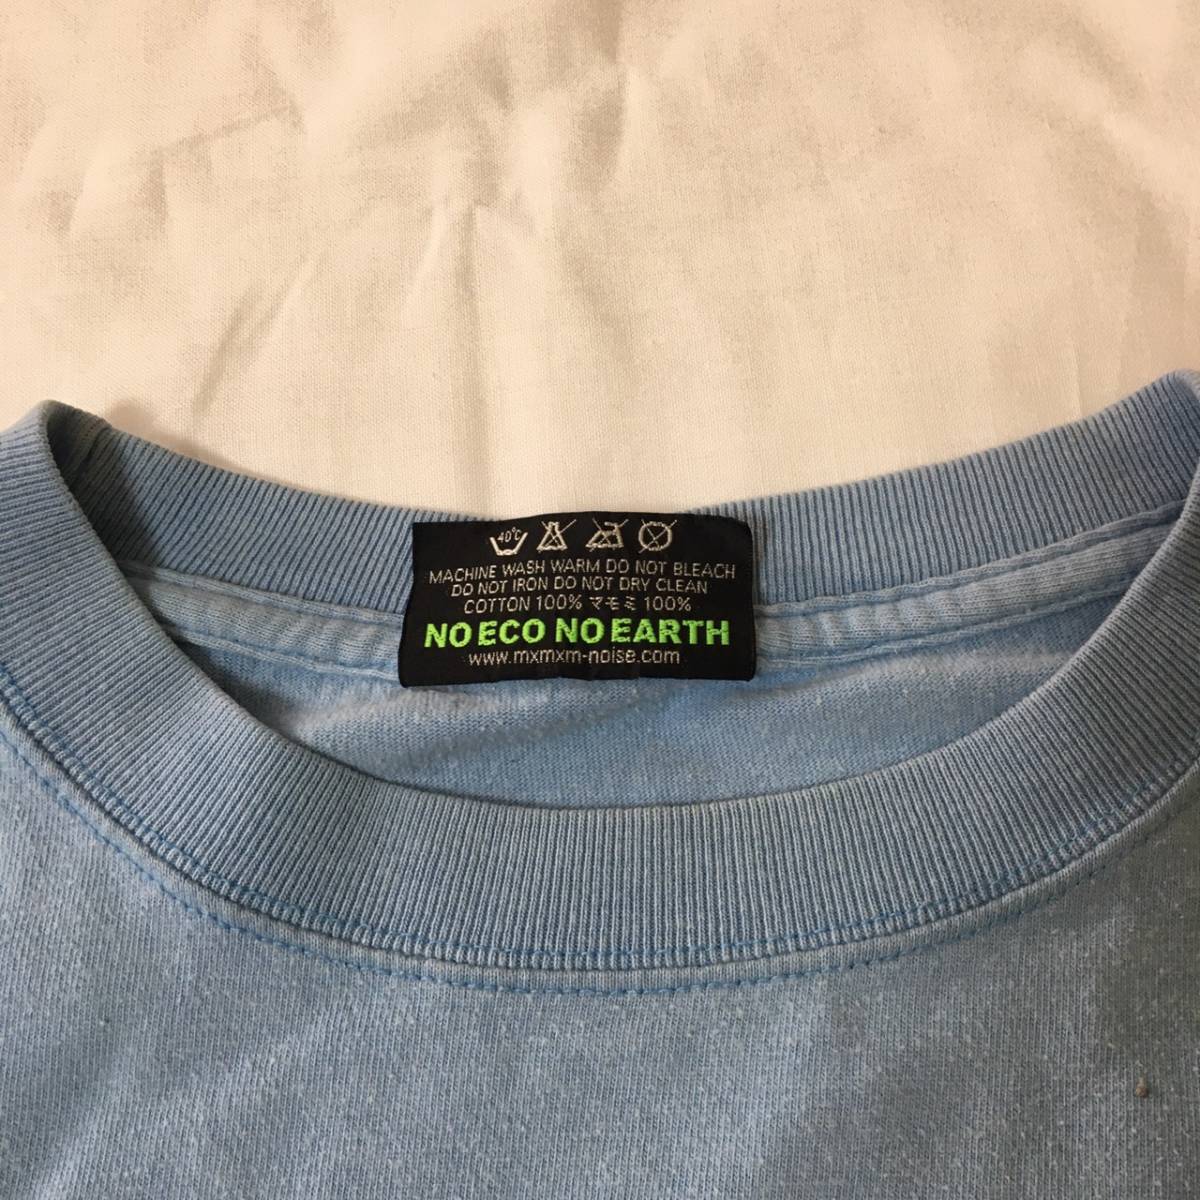 40°C
MACHINE WASH WARM DO NOT BLEACH
DO NOT IRON DO NOT DRY CLEAN
COTTON 100% マモミ 100%
NO ECO NO EARTH
www.mxmxm-noise.com